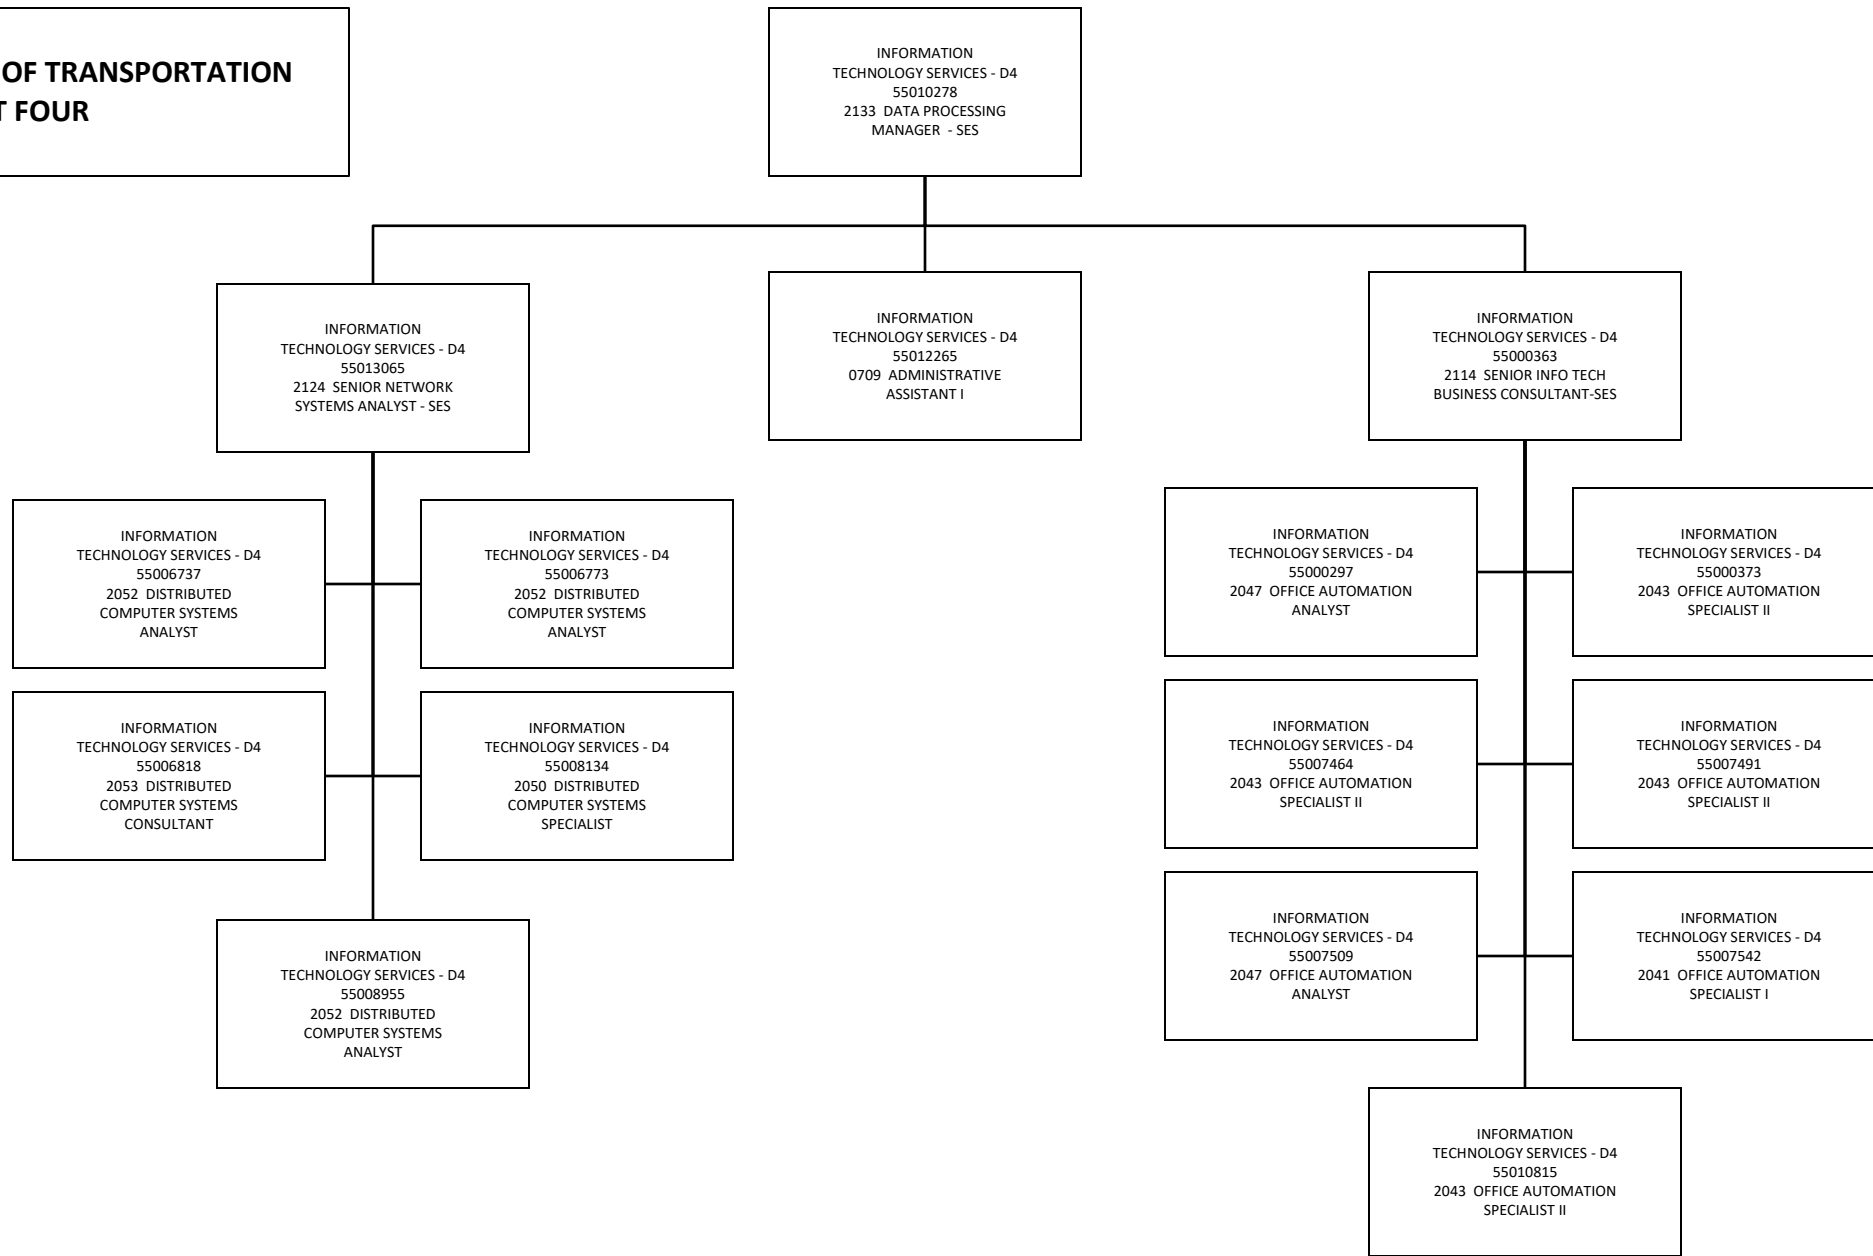 OF TRANSPORTATION
T FOUR
INFORMATION
TECHNOLOGY SERVICES - D4
55010278
2133 DATA PROCESSING
MANAGER - SES
INFORMATION
TECHNOLOGY SERVICES - D4
55013065
2124 SENIOR NETWORK
SYSTEMS ANALYST - SES
INFORMATION
TECHNOLOGY SERVICES - D4
55012265
0709 ADMINISTRATIVE
ASSISTANT I
INFORMATION
TECHNOLOGY SERVICES - D4
55000363
2114 SENIOR INFO TECH
BUSINESS CONSULTANT-SES
INFORMATION
TECHNOLOGY SERVICES - D4
55006737
2052 DISTRIBUTED
COMPUTER SYSTEMS
ANALYST
INFORMATION
TECHNOLOGY SERVICES - D4
55006773
2052 DISTRIBUTED
COMPUTER SYSTEMS
ANALYST
INFORMATION
TECHNOLOGY SERVICES - D4
55000297
2047 OFFICE AUTOMATION
ANALYST
INFORMATION
TECHNOLOGY SERVICES - D4
55000373
2043 OFFICE AUTOMATION
SPECIALIST II
INFORMATION
TECHNOLOGY SERVICES - D4
55006818
2053 DISTRIBUTED
COMPUTER SYSTEMS
CONSULTANT
INFORMATION
TECHNOLOGY SERVICES - D4
55008134
2050 DISTRIBUTED
COMPUTER SYSTEMS
SPECIALIST
INFORMATION
TECHNOLOGY SERVICES - D4
55007464
2043 OFFICE AUTOMATION
SPECIALIST II
INFORMATION
TECHNOLOGY SERVICES - D4
55007491
2043 OFFICE AUTOMATION
SPECIALIST II
INFORMATION
TECHNOLOGY SERVICES - D4
55008955
2052 DISTRIBUTED
COMPUTER SYSTEMS
ANALYST
INFORMATION
TECHNOLOGY SERVICES - D4
55007509
2047 OFFICE AUTOMATION
ANALYST
INFORMATION
TECHNOLOGY SERVICES - D4
55007542
2041 OFFICE AUTOMATION
SPECIALIST I
INFORMATION
TECHNOLOGY SERVICES - D4
55010815
2043 OFFICE AUTOMATION
SPECIALIST II